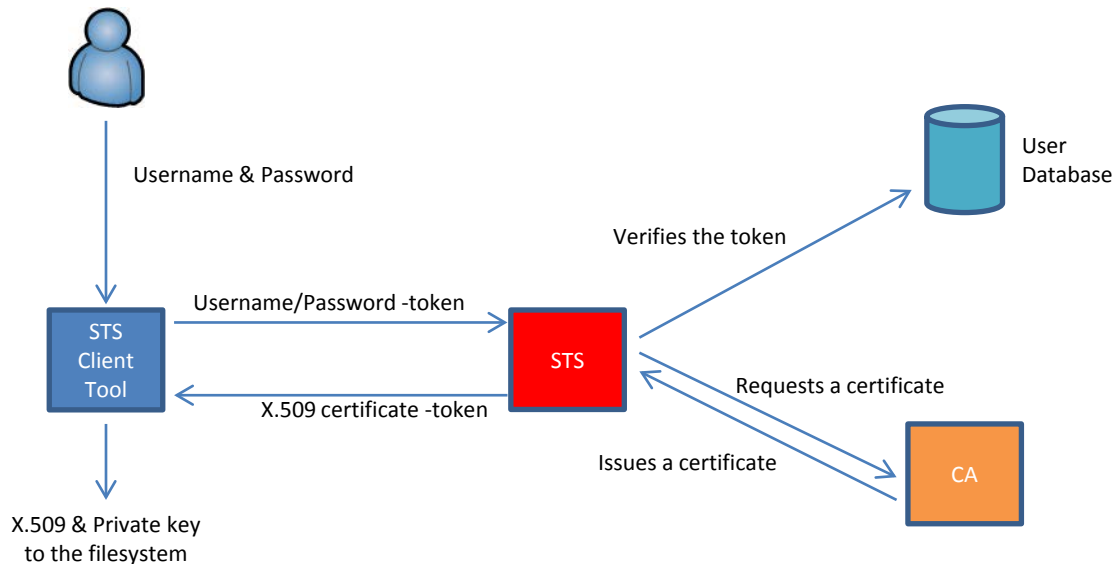 Username & Password
User
Database
Verifies the token
Username/Password -token
STS
Client
Tool
STS
X.509 certificate -token
Requests a certificate
Issues a certificate
CA
X.509 & Private key
to the filesystem